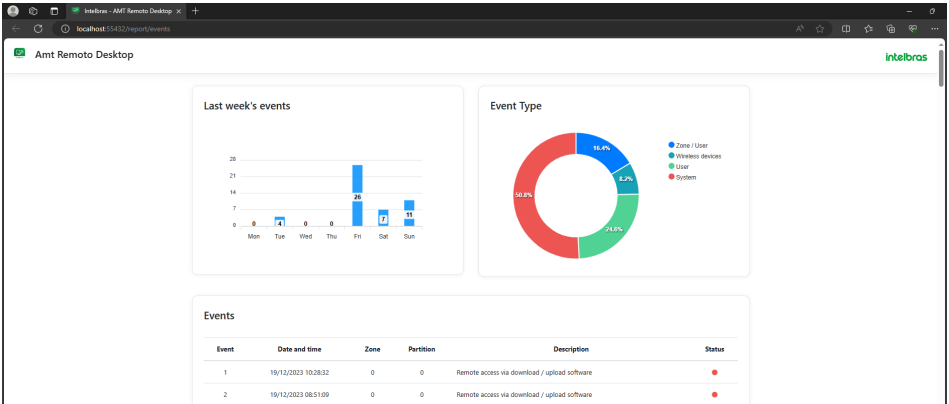 Intelbras - AMT Remoto Desktop
localhost:55432/report/events
Amt Remoto Desktop
intelbras
Last week's events
28
21
14
7
0
0 4 0 0 26 7 11
Mon Tue Wed Thu Fri Sat Sun
Event Type
16.4%
8.2%
24.6%
50.8%
Zone / User
Wireless devices
User
System
Events
Event Date and time Zone Partition Description Status
1 19/12/2023 10:28:32 0 0 Remote access via download / upload software
2 19/12/2023 08:51:09 0 0 Remote access via download / upload software